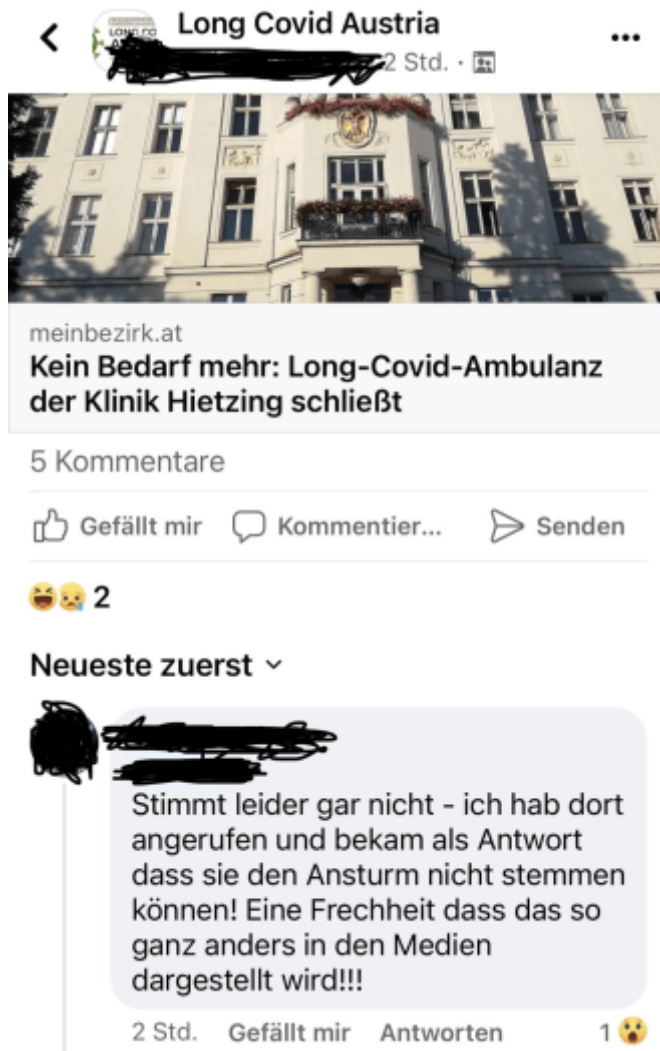 Long Covid Austria
2 Std. ·
meinbezirk.at
Kein Bedarf mehr: Long-Covid-Ambulanz
der Klinik Hietzing schließt
5 Kommentare
Gefällt mir Kommentier... Senden
2
Neueste zuerst
Stimmt leider gar nicht - ich hab dort
angerufen und bekam als Antwort
dass sie den Ansturm nicht stemmen
können! Eine Frechheit dass das so
ganz anders in den Medien
dargestellt wird!!!
2 Std. Gefällt mir Antworten 1